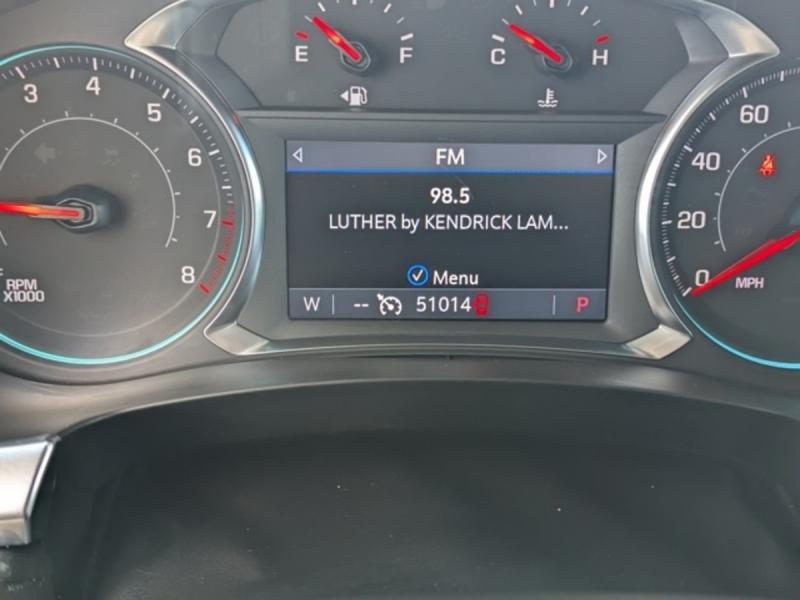 E F
C H
3 4 5 6 7 8
RPM
X1000
FM
98.5
LUTHER by KENDRICK LAM...
Menu
W -- 51014 P
60
40
20
0
MPH